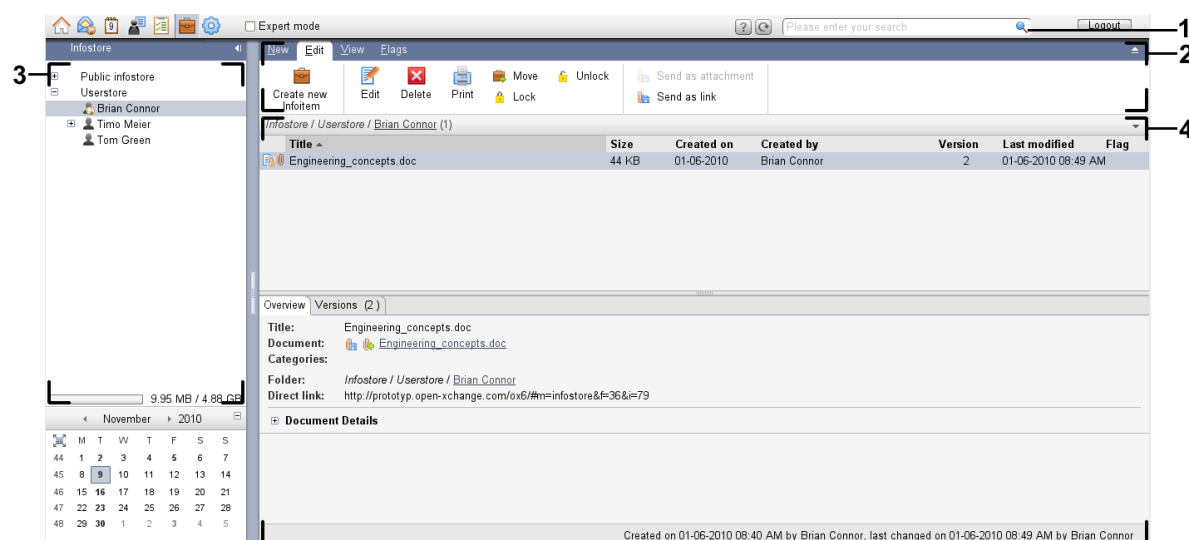 9 Expert mode ? Please enter your search Logout 1
Infostore
New Edit View Flags 2
3
Public infostore
Userstore
Brian Connor
Timo Meier
Tom Green
Create new Infoitem
Edit Delete Print Move Lock Unlock Send as attachment Send as link
Infostore / Userstore / Brian Connor (1) 4
Title Size Created on Created by Version Last modified Flag
Engineering_concepts.doc 44 KB 01-06-2010 Brian Connor 2 01-06-2010 08:49 AM
Overview Versions (2)
Title: Engineering_concepts.doc
Document: Engineering_concepts.doc
Categories:
Folder: Infostore / Userstore / Brian Connor
Direct link: http://prototyp.open-xchange.com/ox6/#m=infostore&f=36&i=79
Document Details
9.95 MB / 4.88 GB
November 2010
M T W T F S S
44 1 2 3 4 5 6 7
45 8 9 10 11 12 13 14
46 15 16 17 18 19 20 21
47 22 23 24 25 26 27 28
48 29 30 1 2 3 4 5
Created on 01-06-2010 08:40 AM by Brian Connor, last changed on 01-06-2010 08:49 AM by Brian Connor